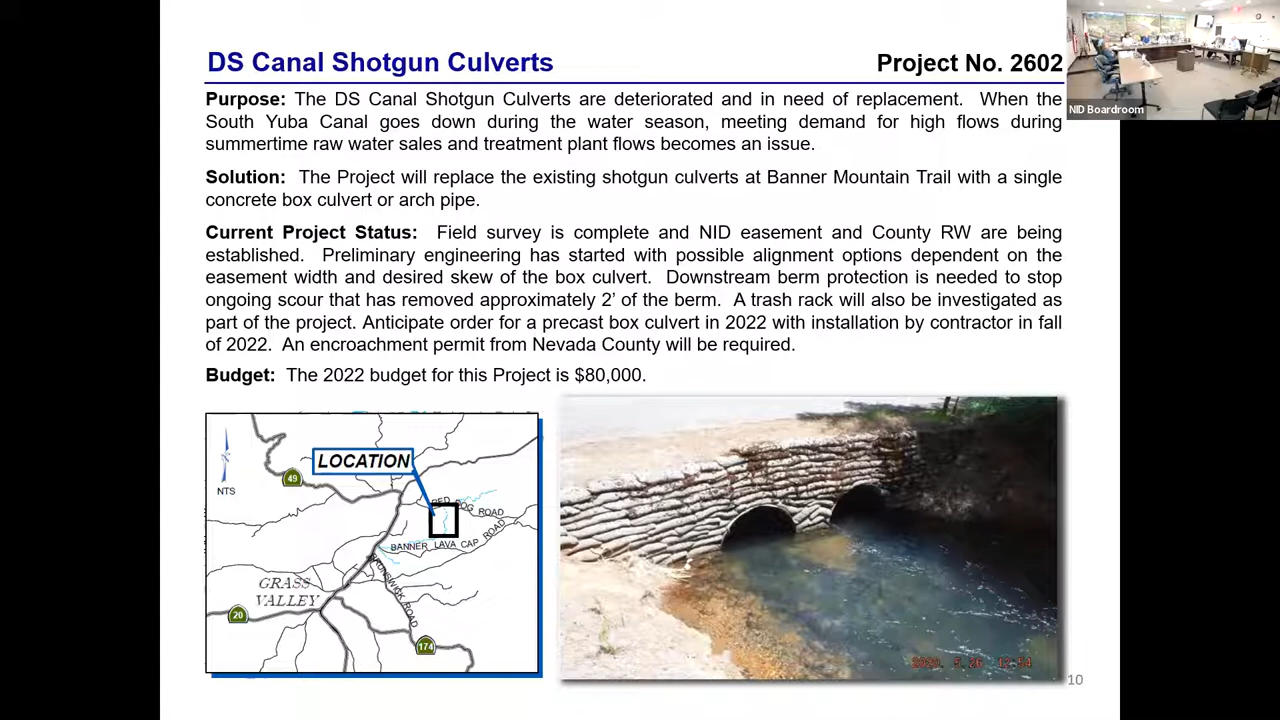 DS Canal Shotgun Culverts
Project No. 2602
NID Boardroom
Purpose: The DS Canal Shotgun Culverts are deteriorated and in need of replacement. When the
South Yuba Canal goes down during the water season, meeting demand for high flows during
summertime raw water sales and treatment plant flows becomes an issue.
Solution: The Project will replace the existing shotgun culverts at Banner Mountain Trail with a single
concrete box culvert or arch pipe.
Current Project Status: Field survey is complete and NID easement and County RW are being
established. Preliminary engineering has started with possible alignment options dependent on the
easement width and desired skew of the box culvert. Downstream berm protection is needed to stop
ongoing scour that has removed approximately 2’ of the berm. A trash rack will also be investigated as
part of the project. Anticipate order for a precast box culvert in 2022 with installation by contractor in fall
of 2022. An encroachment permit from Nevada County will be required.
Budget: The 2022 budget for this Project is $80,000.
NTS
49
LOCATION
RED DOG ROAD
BANNER LAVA CAP ROAD
BRUNSWICK ROAD
GRASS
VALLEY
20
174
2020. 5.26 12:54
10